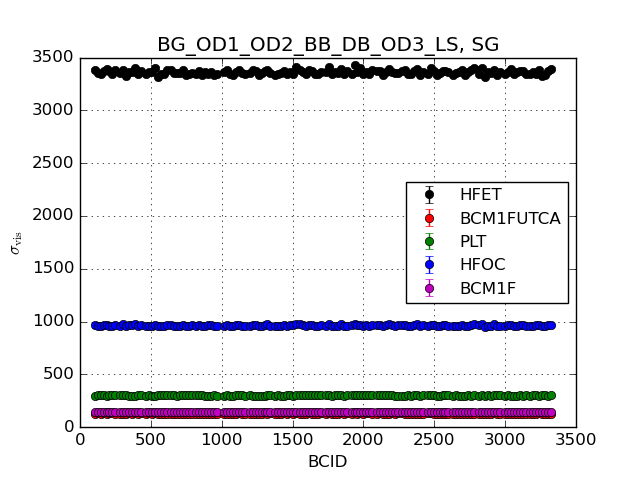 BG_OD1_OD2_BB_DB_OD3_LS, SG
3500
3000
2500
2000
1500
1000
500
0
σvis
HFET
BCM1FUTCA
PLT
HFOC
BCM1F
0 500 1000 1500 2000 2500 3000 3500
BCID